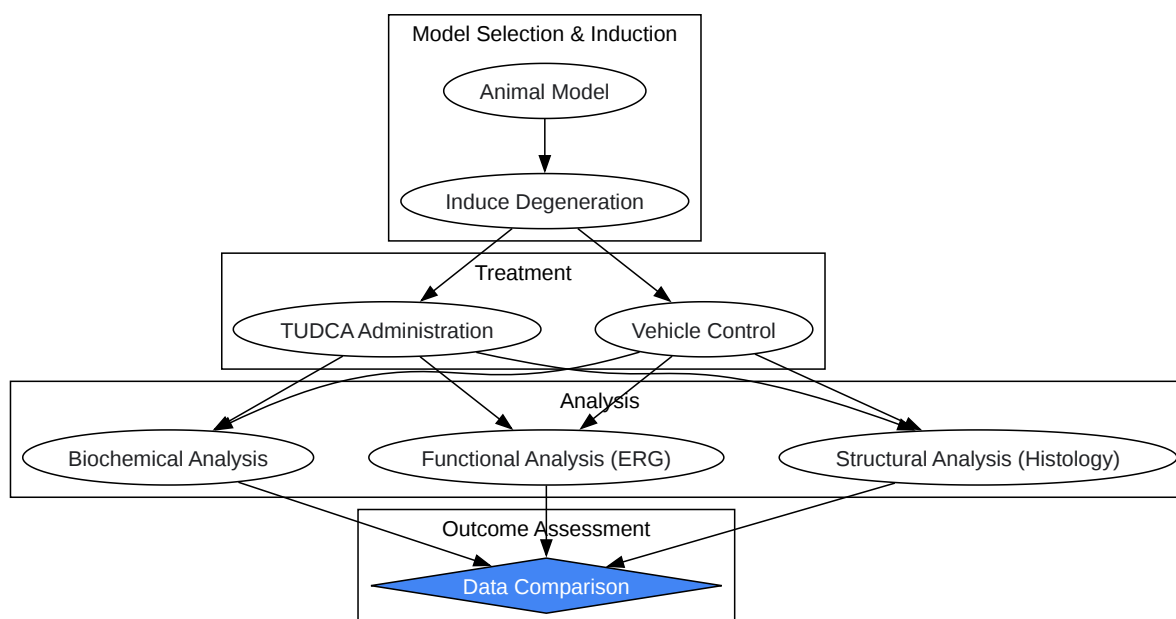 Model Selection & Induction
Animal Model
Induce Degeneration
Treatment
TUDCA Administration
Vehicle Control
Analysis
Biochemical Analysis
Functional Analysis (ERG)
Structural Analysis (Histology)
Outcome Assessment
Data Comparison